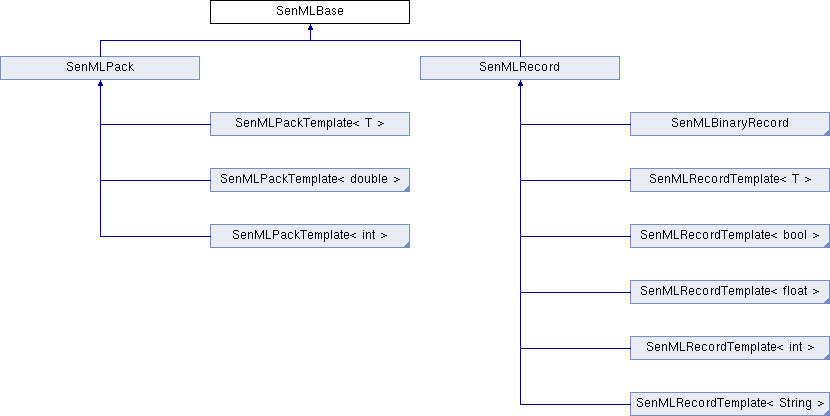 SenMLBase
SenMLPack
SenMLRecord
SenMLPackTemplate< T >
SenMLBinaryRecord
SenMLPackTemplate< double >
SenMLRecordTemplate< T >
SenMLPackTemplate< int >
SenMLRecordTemplate< bool >
SenMLRecordTemplate< float >
SenMLRecordTemplate< int >
SenMLRecordTemplate< String >